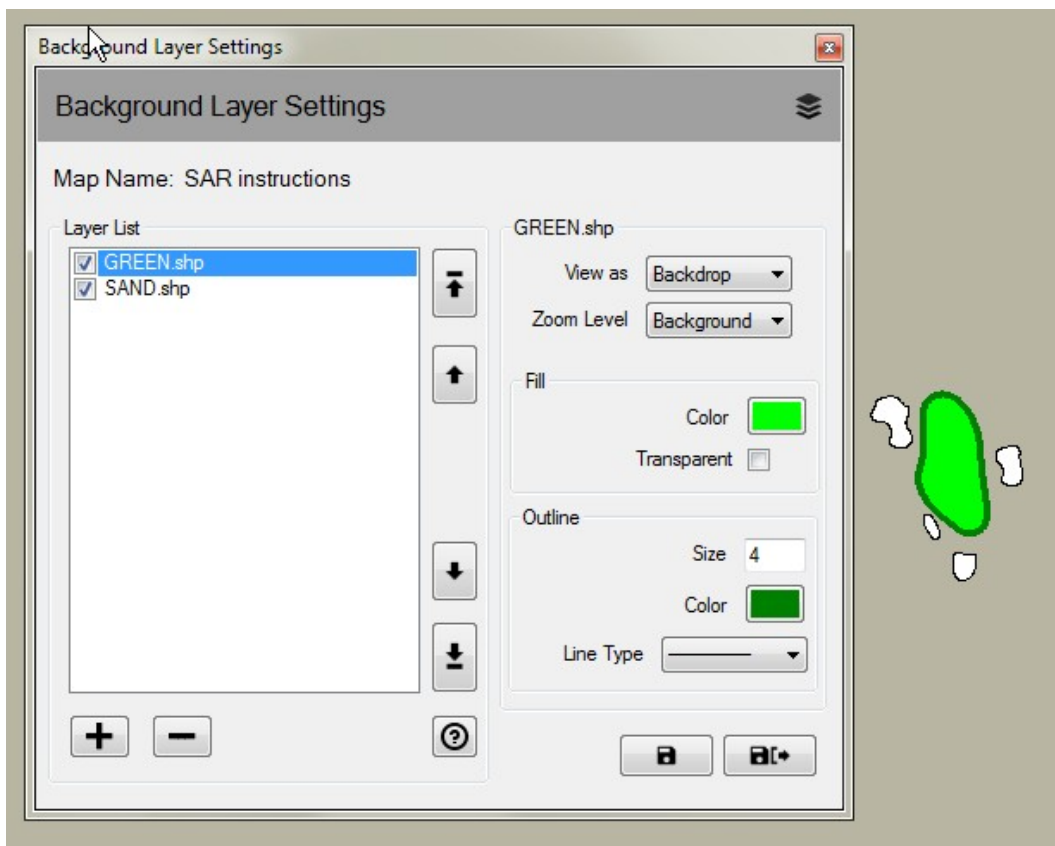 Background Layer Settings
Background Layer Settings
Map Name: SAR instructions
Layer List
GREEN.shp
SAND.shp
GREEN.shp
View as Backdrop
Zoom Level Background
Fill
Color
Transparent
Outline
Size 4
Color
Line Type